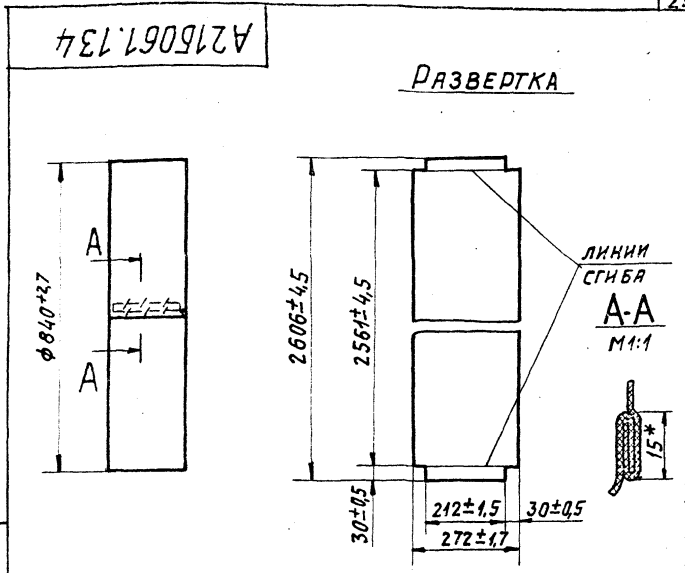 А215061.134
РАЗВЕРТКА
А
А
ф840⁺²,⁷
2606±4,5
2561±4,5
ЛИНИИ
СГИБА
А-А
М1:1
15*
30±0,5
212±1,5
30±0,5
272±1,7